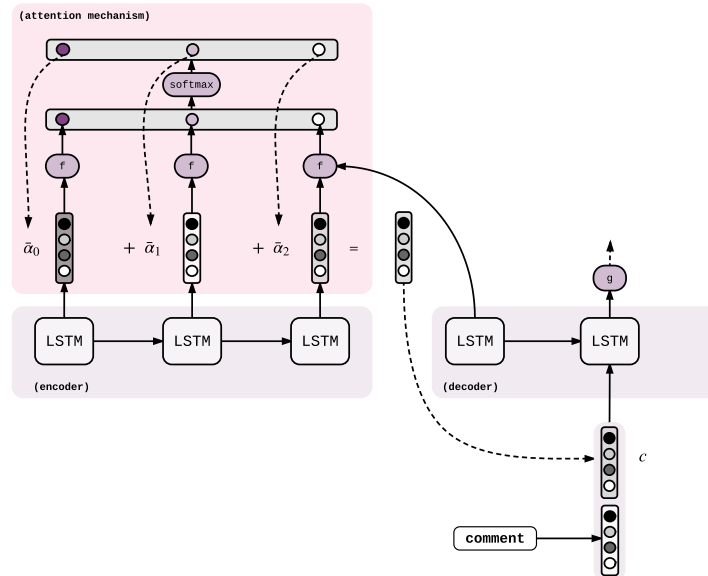 (attention mechanism)
softmax
f f f
ᾱ₀ + ᾱ₁ + ᾱ₂ =
g
LSTM LSTM LSTM LSTM LSTM
(encoder) (decoder)
c
comment